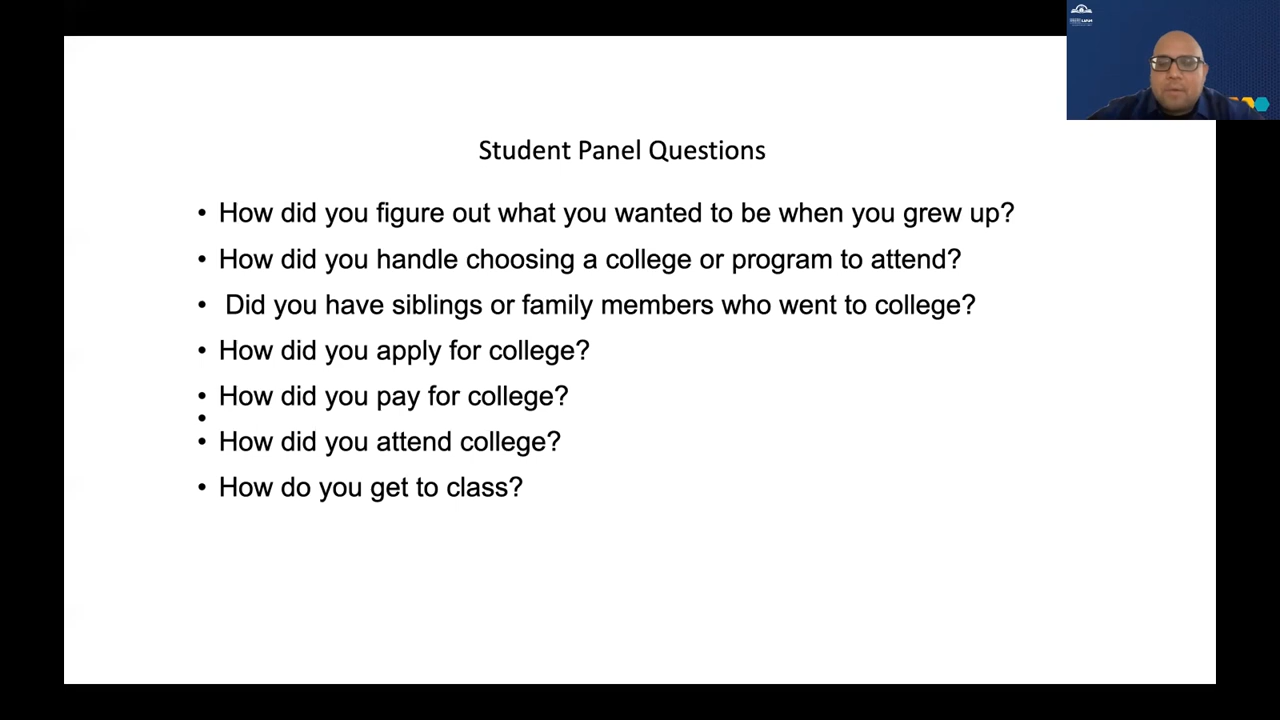 Student Panel Questions
• How did you figure out what you wanted to be when you grew up?
• How did you handle choosing a college or program to attend?
• Did you have siblings or family members who went to college?
• How did you apply for college?
• How did you pay for college?
•
• How did you attend college?
• How do you get to class?